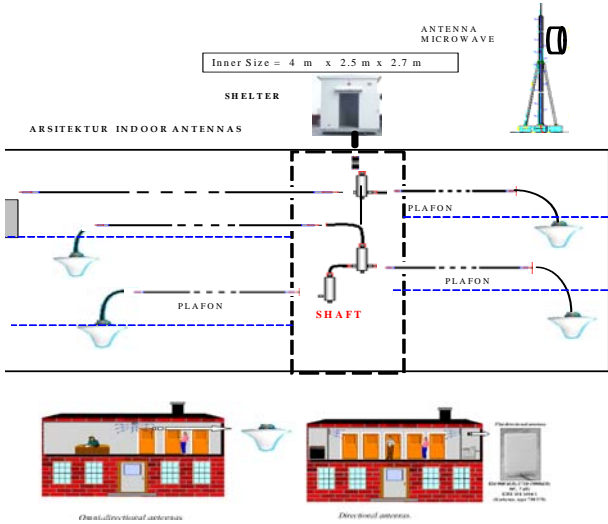 ANTENNA
MICROWAVE
Inner Size = 4 m x 2.5 m x 2.7 m
SHELTER
ARSITEKTUR INDOOR ANTENNAS
PLAFON
PLAFON
PLAFON
SHAFT
Omni-directional antennas.
Directional antennas.